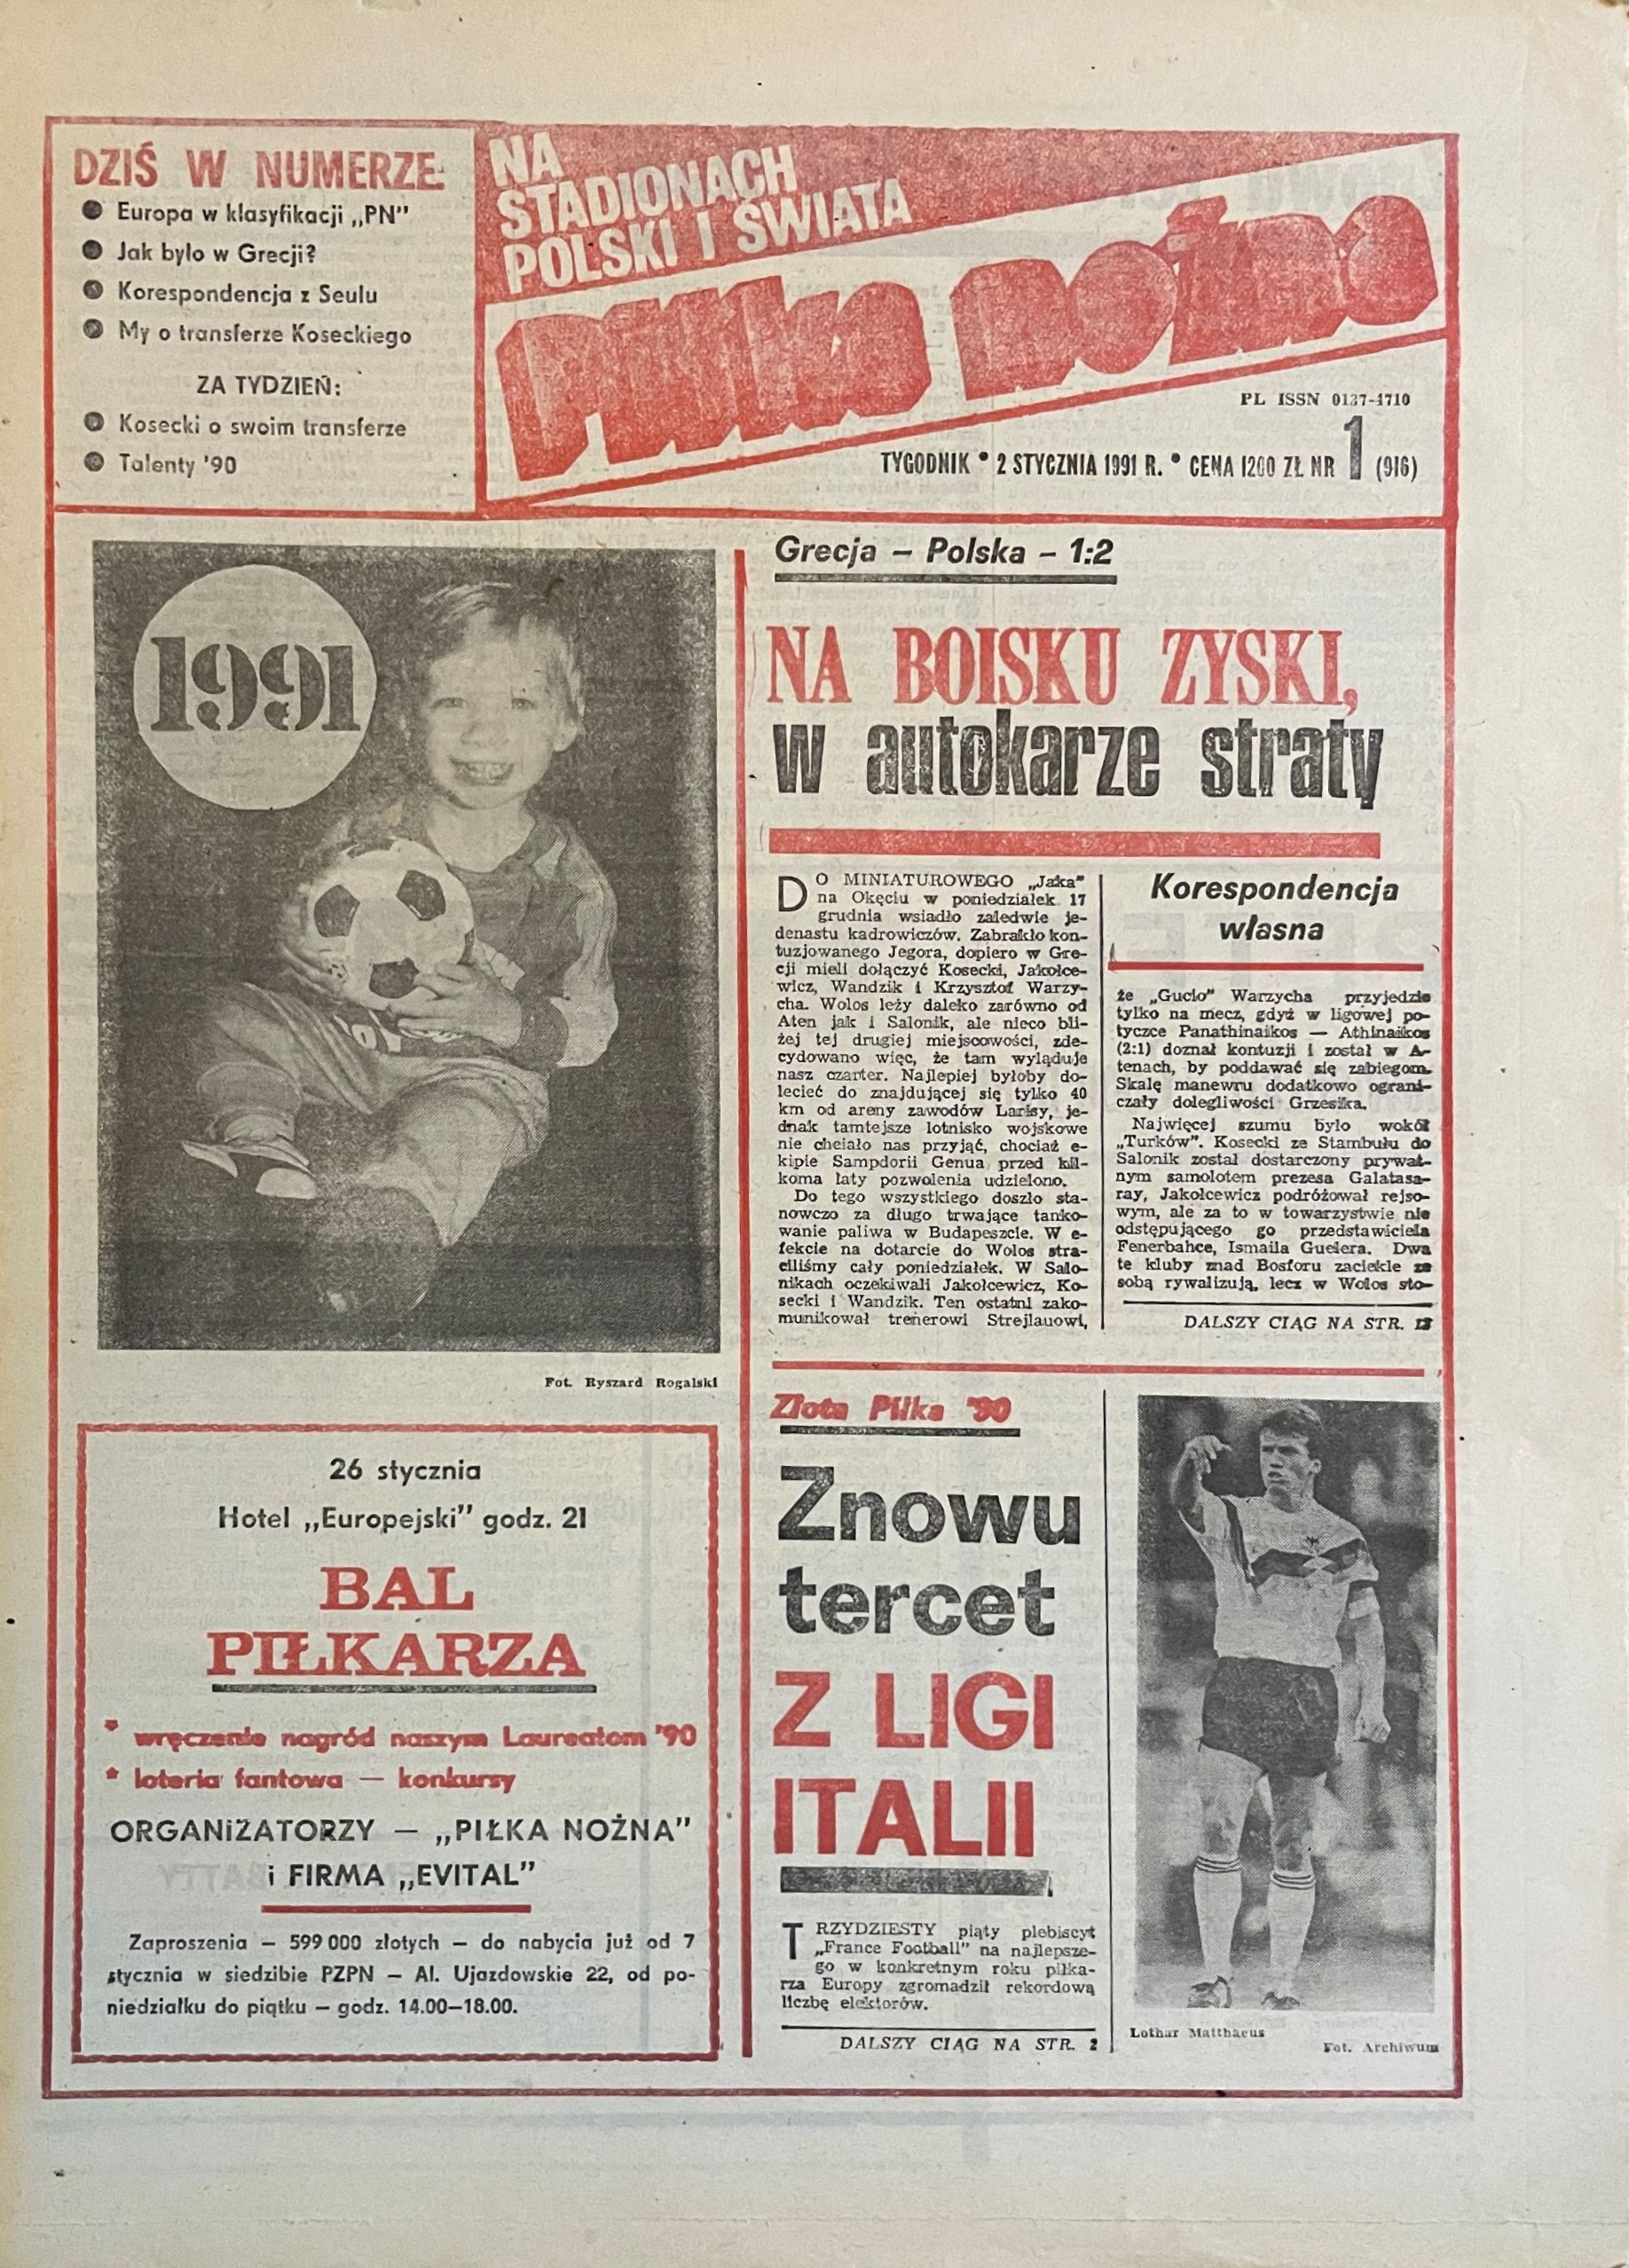 DZIŚ W NUMERZE
● Europa w klasyfikacji „PN”
● Jak było w Grecji?
● Korespondencja z Seulu
● My o transferze Koseckiego
ZA TYDZIEŃ:
● Kosecki o swoim transferze
● Talenty '90
NA
STADIONACH
POLSKI I ŚWIATA
Piłka nożna
PL ISSN 0137-4710
TYGODNIK • 2 STYCZNIA 1991 R. • CENA 1200 ZŁ NR 1 (916)
1991
Fot. Ryszard Rogalski
26 stycznia
Hotel „Europejski” godz. 21
BAL
PIŁKARZA
* wręczenie nagród naszym Laureatom '90
* loteria fantowa — konkursy
ORGANIZATORZY — „PIŁKA NOŻNA”
i FIRMA „EVITAL”
Zaproszenia — 599 000 złotych — do nabycia już od 7
stycznia w siedzibie PZPN — Al. Ujazdowskie 22, od po-
niedziałku do piątku — godz. 14.00—18.00.
Grecja – Polska – 1:2
NA BOISKU ZYSKI,
w autokarze straty
DO MINIATUROWEGO „Jaka”
na Okęciu w poniedziałek 17
grudnia wsiadło zaledwie je-
denastu kadrowiczów. Zabrakło kon-
tuzjowanego Jegora, dopiero w Gre-
cji mieli dołączyć Kosecki, Jakołce-
wicz, Wandzik i Krzysztof Warzy-
cha. Wolos leży daleko zarówno od
Aten jak i Salonik, ale nieco bli-
żej tej drugiej miejscowości, zde-
cydowano więc, że tam wyląduje
nasz czarter. Najlepiej byłoby do-
lecieć do znajdującej się tylko 40
km od areny zawodów Larisy, je-
dnak tamtejsze lotnisko wojskowe
nie chciało nas przyjąć, chociaż e-
kipie Sampdorii Genua przed kil-
koma laty pozwolenia udzielono.
Do tego wszystkiego doszło sta-
nowczo za długo trwające tanko-
wanie paliwa w Budapeszcie. W e-
fekcie na dotarcie do Wolos stra-
ciliśmy cały poniedziałek. W Salo-
nikach oczekiwali Jakołcewicz, Ko-
secki i Wandzik. Ten ostatni zako-
munikował trenerowi Strejlauowi,
Korespondencja
własna
że „Gucio” Warzycha przyjedzie
tylko na mecz, gdyż w ligowej po-
tyczce Panathinaikos — Athinaikos
(2:1) doznał kontuzji i został w A-
tenach, by poddawać się zabiegom.
Skalę manewru dodatkowo ograni-
czały dolegliwości Grzesika.
Najwięcej szumu było wokół
„Turków”. Kosecki ze Stambułu do
Salonik został dostarczony prywat-
nym samolotem prezesa Galatasa-
ray, Jakołcewicz podróżował rejso-
wym, ale za to w towarzystwie nie
odstępującego go przedstawiciela
Fenerbahce, Ismaila Guelera. Dwa
te kluby znad Bosforu zaciekle ze
sobą rywalizują, lecz w Wolos sto-
DALSZY CIĄG NA STR. 13
Złota Piłka '90
Znowu
tercet
Z LIGI
ITALII
TRZYDZIESTY piąty plebiscyt
„France Football” na najlepsze-
go w konkretnym roku piłka-
rza Europy zgromadził rekordową
liczbę elektorów.
DALSZY CIĄG NA STR. 2
Lothar Matthaeus
Fot. Archiwum